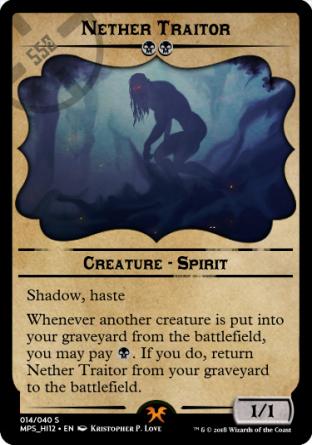 558
Nether Traitor
Creature - Spirit
Shadow, haste
Whenever another creature is put into
your graveyard from the battlefield,
you may pay . If you do, return
Nether Traitor from your graveyard
to the battlefield.
1/1
014/040 S
MPS_HI12 • EN Kristopher P. Love
™ & © 2018 Wizards of the Coast